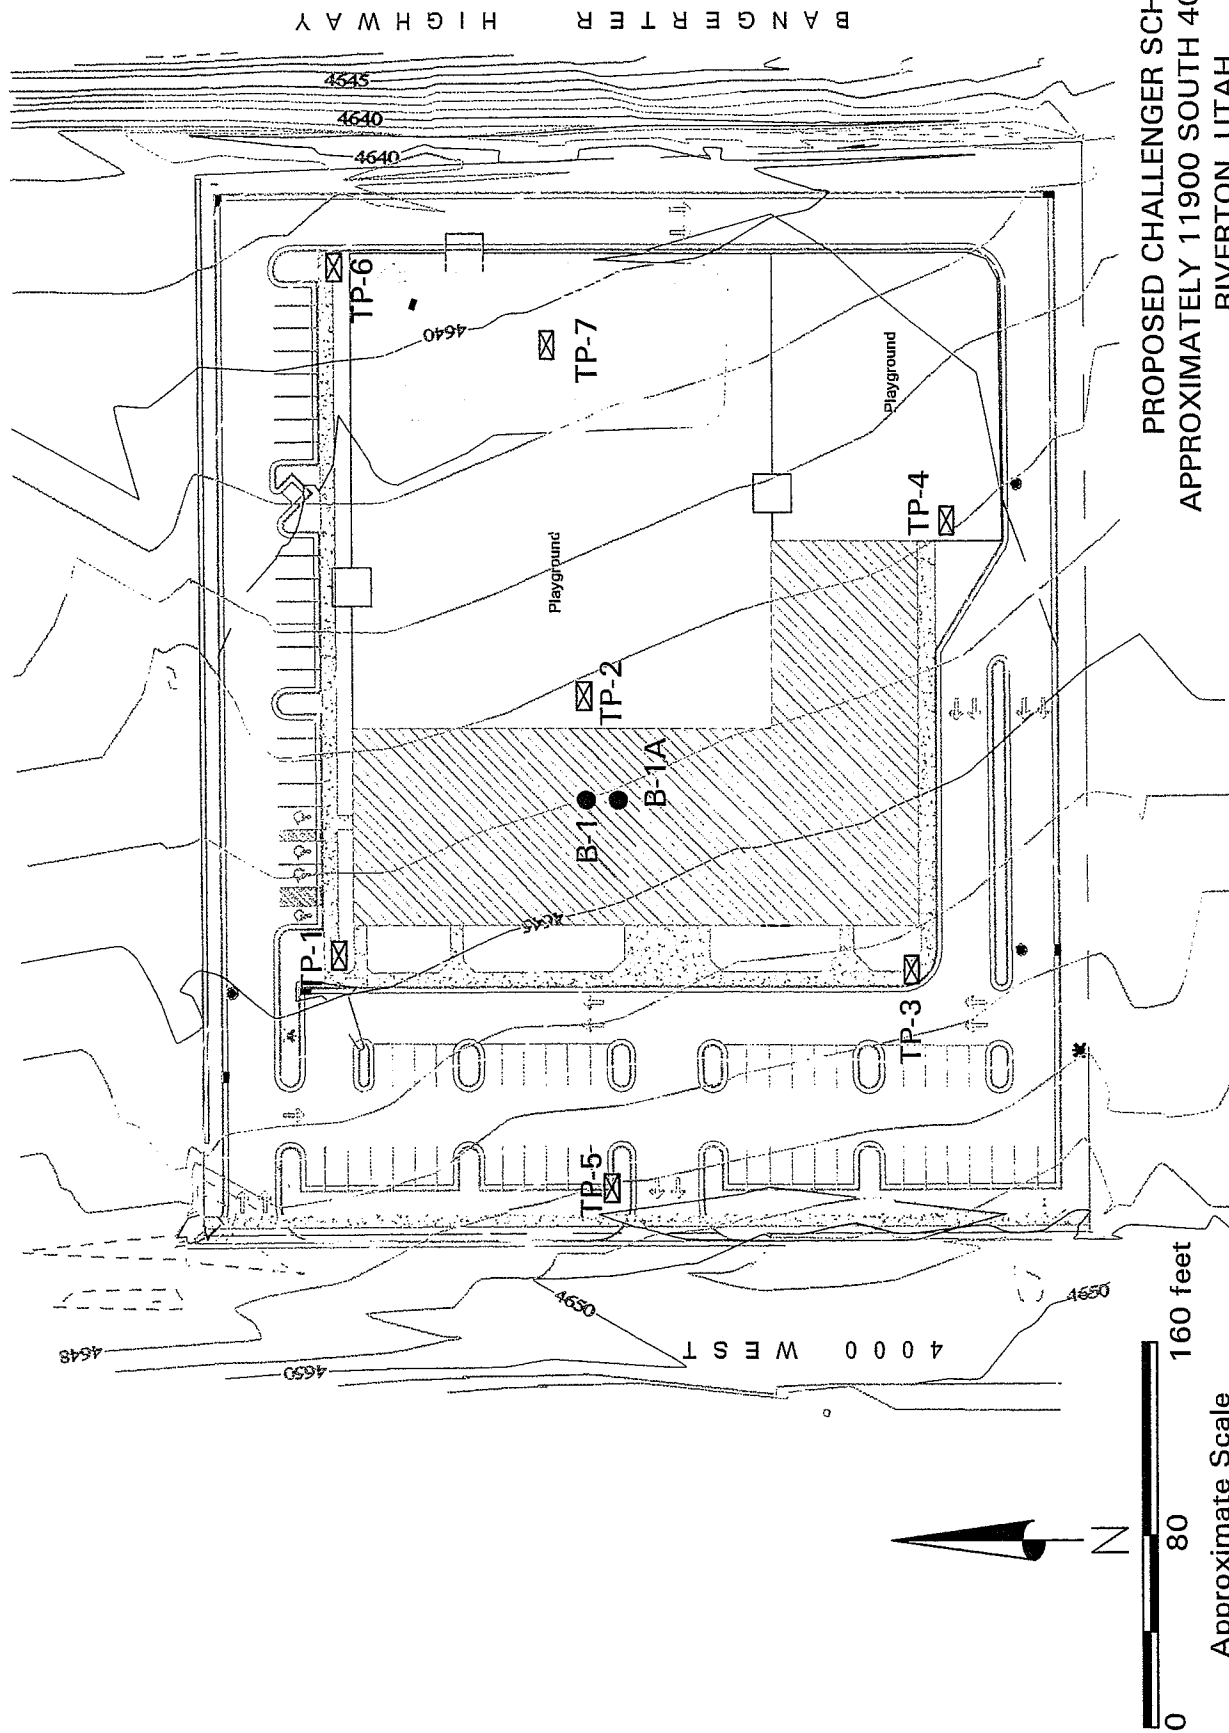 BANGERTER HIGHWAY
4645
4640
4640
TP-6
4640
TP-7
Playground
TP-4
Playground
TP-2
B-1A
B-1
4645
TP-1
TP-3
TP-5
4650
4650
4648
4650
4000 WEST
N
0 80 160 feet
Approximate Scale
PROPOSED CHALLENGER SCH
APPROXIMATELY 11900 SOUTH 40
RIVERTON, UTAH